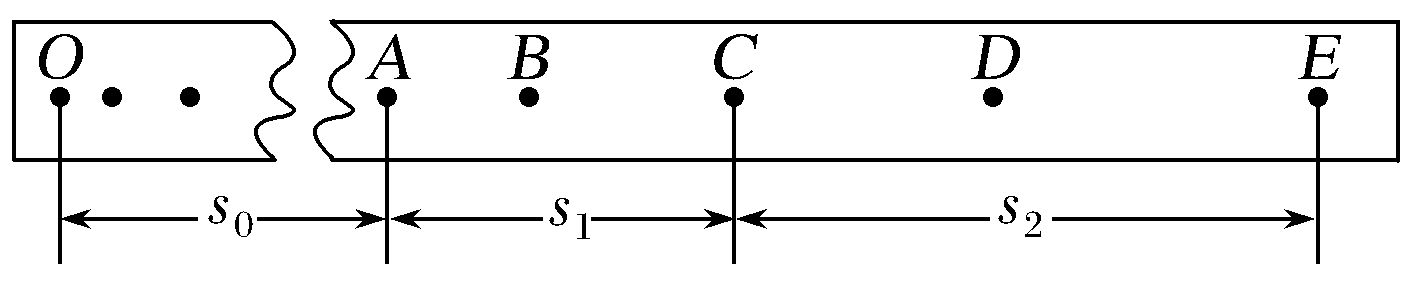 O A B C D E
s₀ s₁ s₂